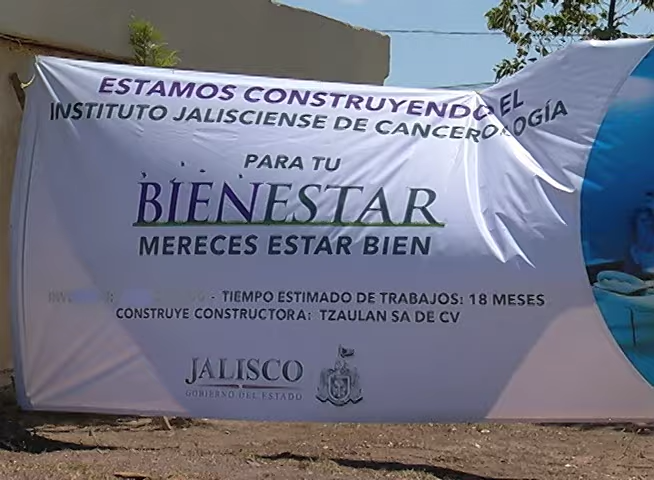 ESTAMOS CONSTRUYENDO EL
INSTITUTO JALISCIENSE DE CANCEROLOGÍA
PARA TU
BIENESTAR
MERECES ESTAR BIEN
- TIEMPO ESTIMADO DE TRABAJOS: 18 MESES
CONSTRUYE CONSTRUCTORA: TZAULAN SA DE CV
JALISCO
GOBIERNO DEL ESTADO